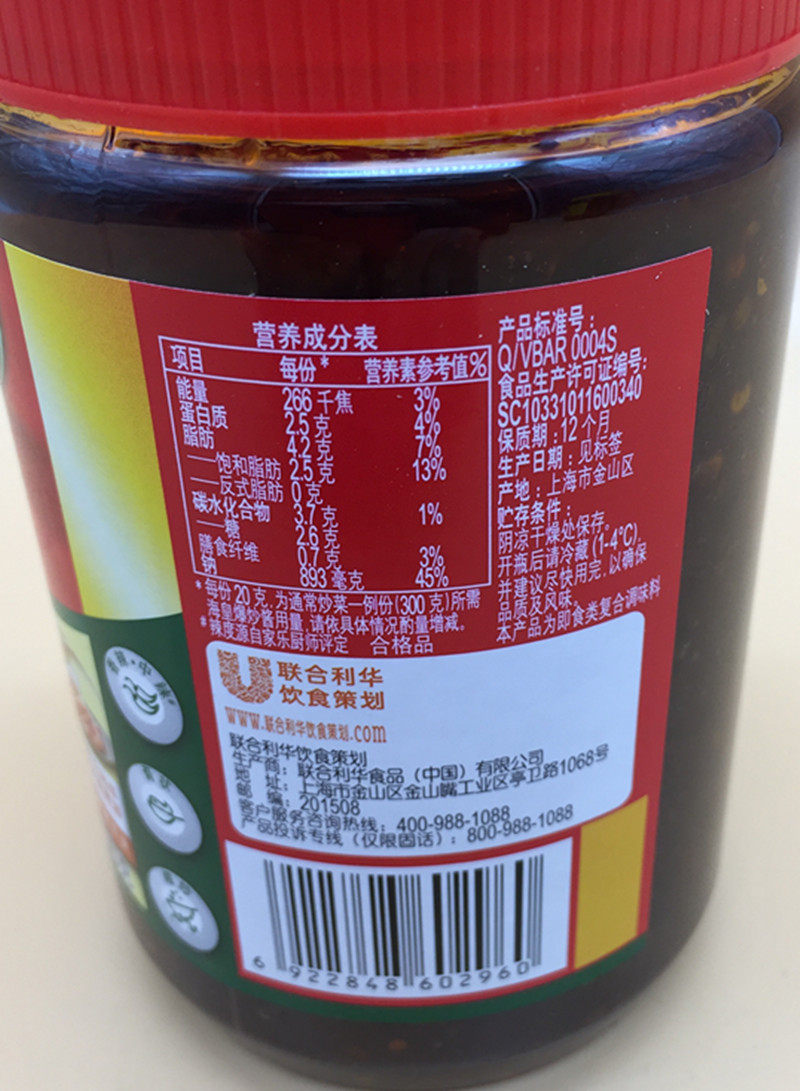 营养成分表
项目 每份* 营养素参考值%
能量 266 千焦 3%
蛋白质 2.5 克 4%
脂肪 4.2 克 7%
——饱和脂肪 2.5 克 13%
——反式脂肪 0 克
碳水化合物 3.7 克 1%
——糖 2.6 克
膳食纤维 0.7 克 3%
钠 893 毫克 45%
*每份 20 克, 为通常炒菜一例份 (300 克) 所需
海皇爆炒酱用量, 请依具体情况酌量增减。
*辣度源自家乐厨师评定 合格品
产品标准号:
Q/VBAR 0004S
食品生产许可证编号:
SC10331011600340
保质期:12 个月
生产日期:见标签
产地:上海市金山区
贮存条件:
阴凉干燥处保存。
开瓶后请冷藏 (1-4°C),
并建议尽快用完, 以确保
品质及风味。
本产品为即食类复合调味料
联合利华
饮食策划
www.联合利华饮食策划.com
联合利华饮食策划
生产商: 联合利华食品 (中国) 有限公司
地 址: 上海市金山区金山嘴工业区亭卫路1068号
邮 编: 201508
客户服务咨询热线: 400-988-1088
产品投诉专线 (仅限固话) : 800-988-1088
6 922848 602960